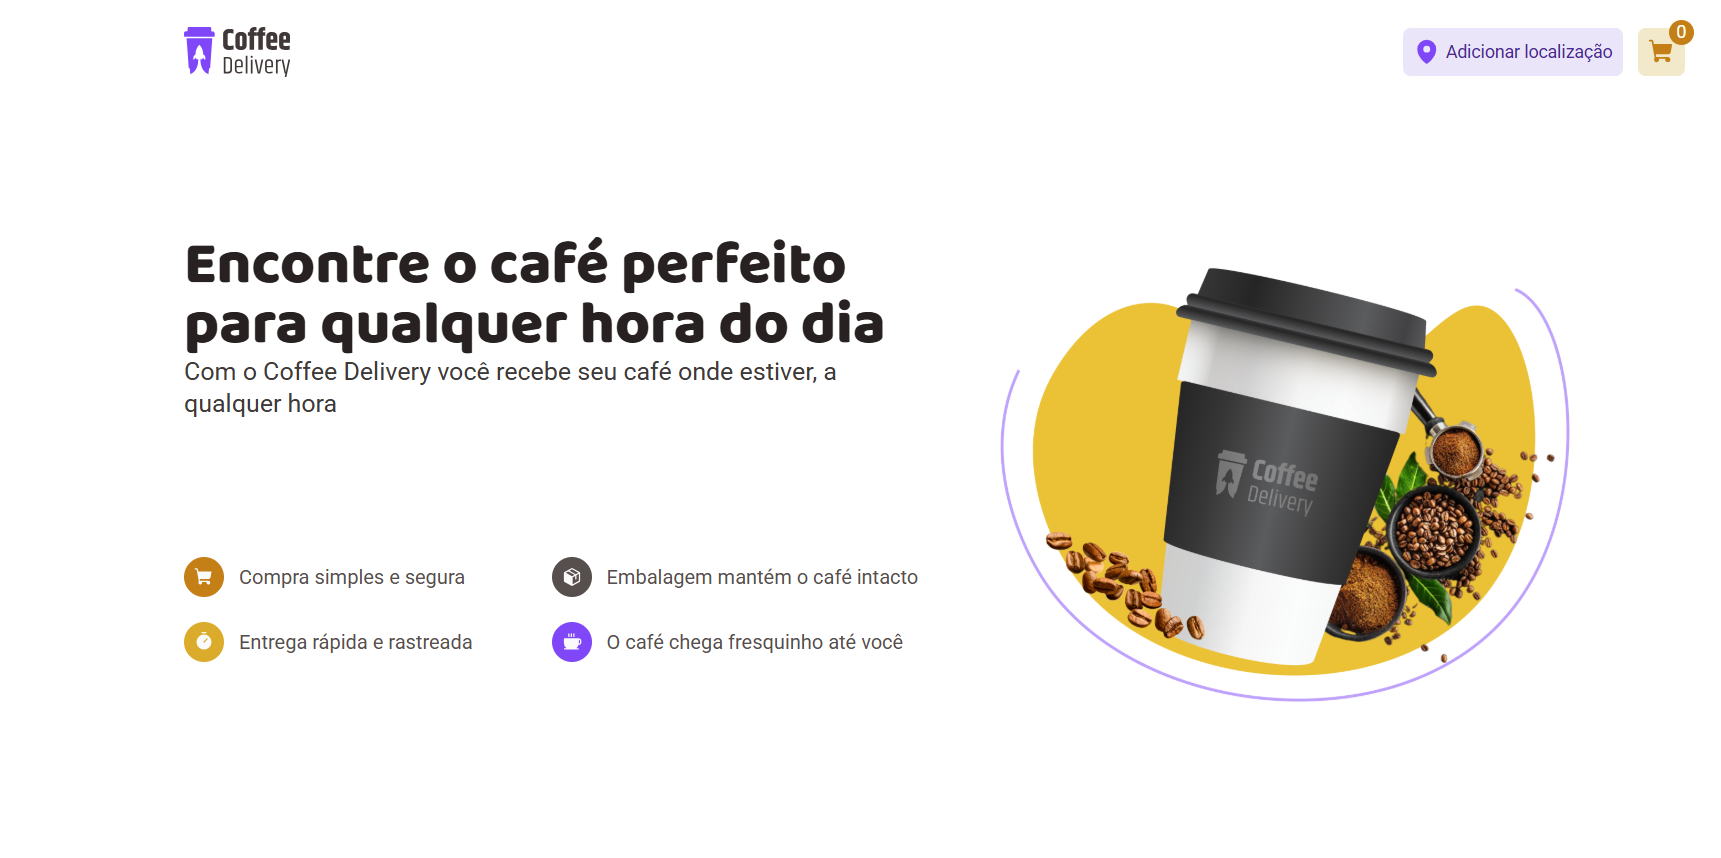 Coffee
Delivery
Adicionar localização
0
Encontre o café perfeito
para qualquer hora do dia
Com o Coffee Delivery você recebe seu café onde estiver, a
qualquer hora
Coffee
Delivery
Compra simples e segura
Embalagem mantém o café intacto
Entrega rápida e rastreada
O café chega fresquinho até você